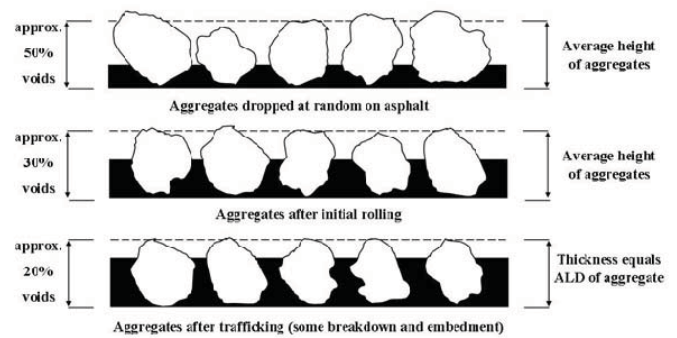 approx.
50%
voids
Average height
of aggregates
Aggregates dropped at random on asphalt
approx.
30%
voids
Average height
of aggregates
Aggregates after initial rolling
approx.
20%
voids
Thickness equals
ALD of aggregate
Aggregates after trafficking (some breakdown and embedment)